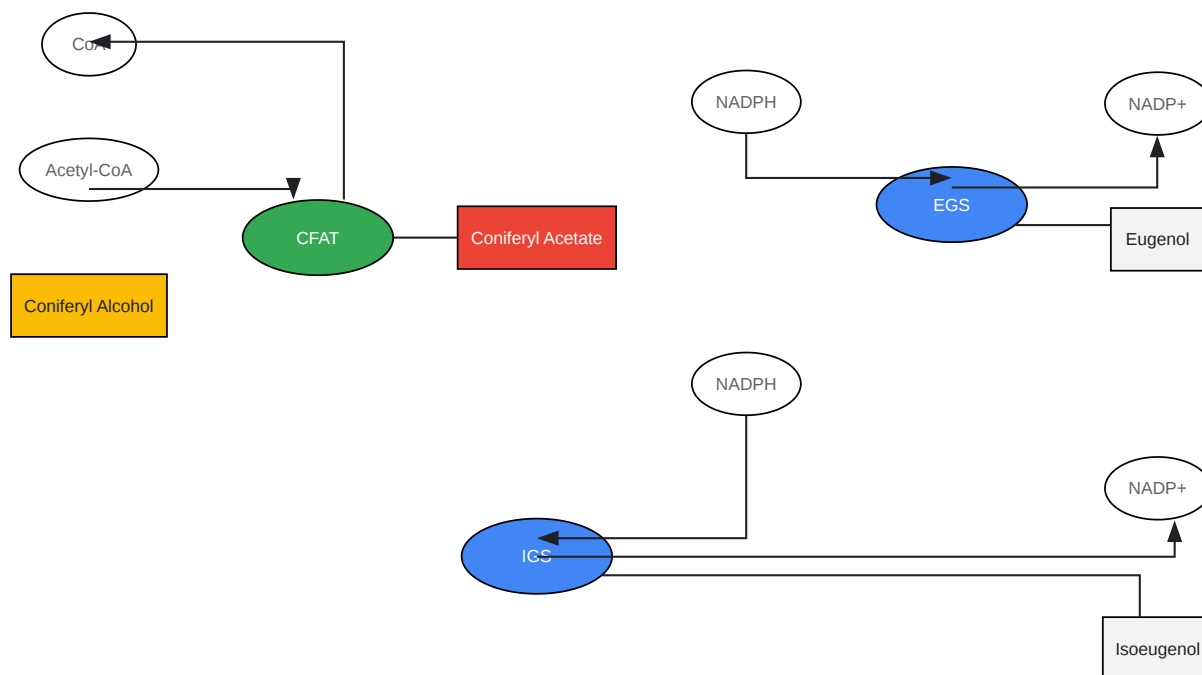 CoA
NADPH
NADP+
Acetyl-CoA
EGS
CFAT
Coniferyl Acetate
Eugenol
Coniferyl Alcohol
NADPH
NADP+
IGS
Isoeugenol